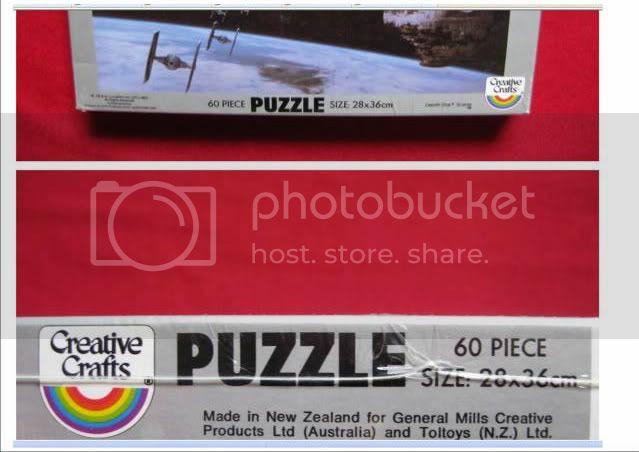 60 PIECE PUZZLE SIZE: 28x36cm
Creative
Crafts
photobucket
host. store. share.
Creative
Crafts
PUZZLE
60 PIECE
SIZE: 28x36cm
Made in New Zealand for General Mills Creative
Products Ltd (Australia) and Toltoys (N.Z.) Ltd.